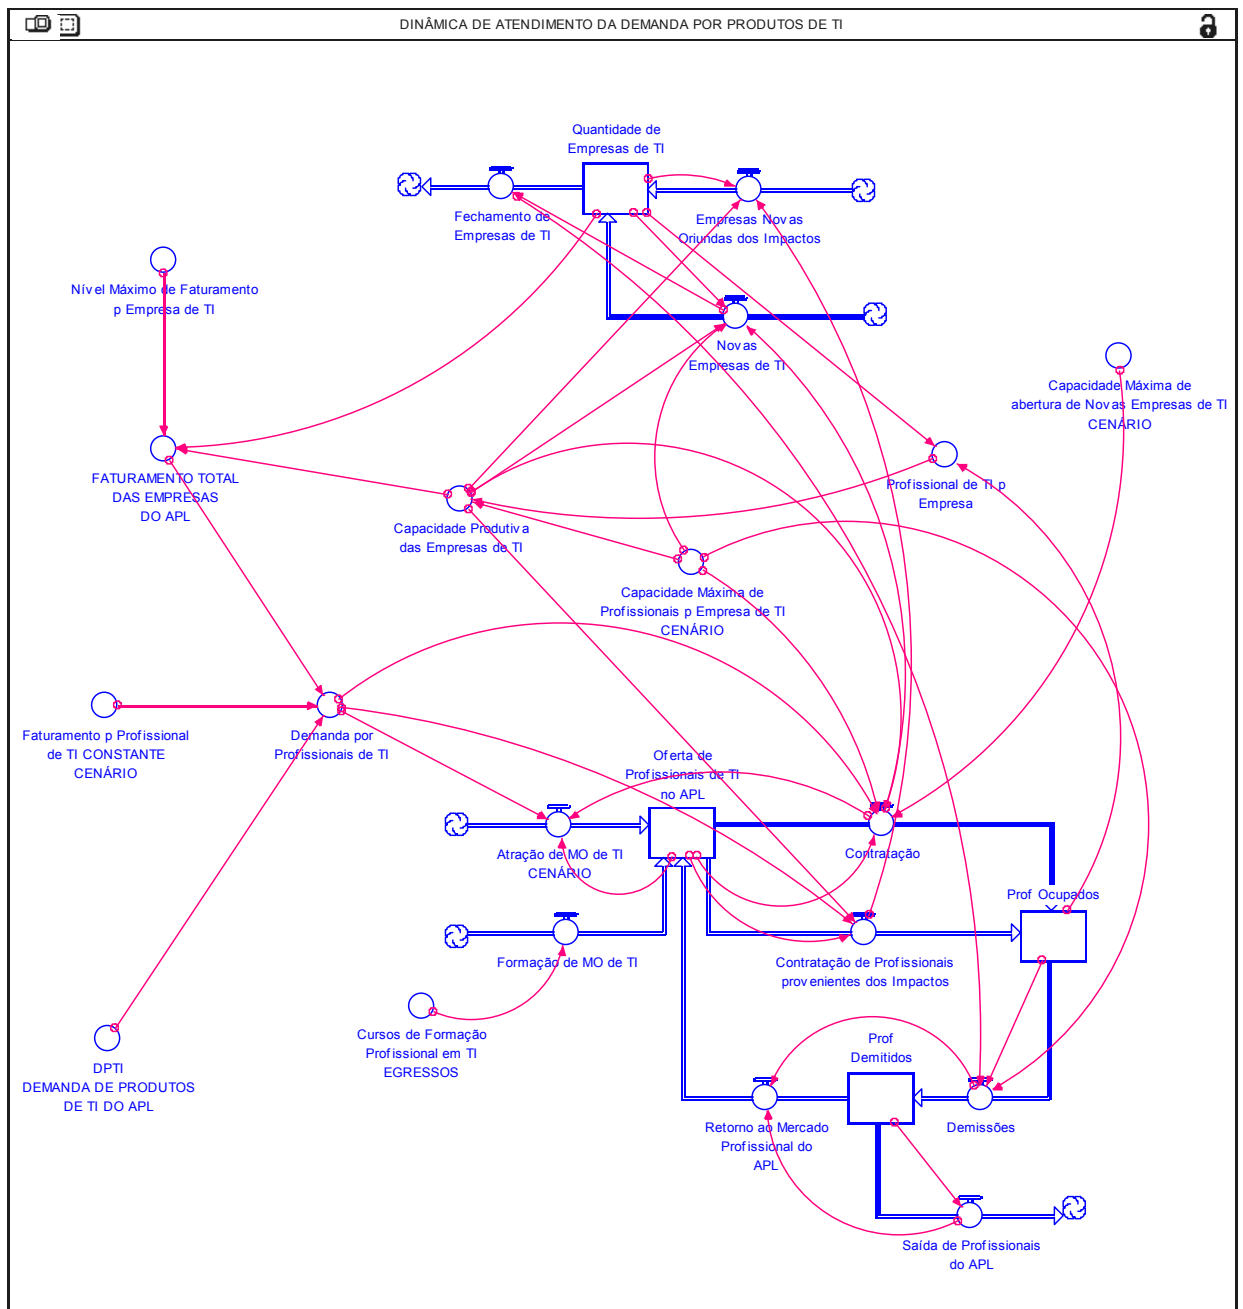 DINÂMICA DE ATENDIMENTO DA DEMANDA POR PRODUTOS DE TI
Quantidade de
Empresas de TI
Fechamento de
Empresas de TI
Empresas Novas
Oriundas dos Impactos
Nível Máximo de Faturamento
p Empresa de TI
Novas
Empresas de TI
Capacidade Máxima de
abertura de Novas Empresas de TI
CENÁRIO
FATURAMENTO TOTAL
DAS EMPRESAS
DO APL
Profissional de TI p
Empresa
Capacidade Produtiva
das Empresas de TI
Capacidade Máxima de
Profissionais p Empresa de TI
CENÁRIO
Faturamento p Profissional
de TI CONSTANTE
CENÁRIO
Demanda por
Profissionais de TI
Oferta de
Profissionais de TI
no APL
Atração de MO de TI
CENÁRIO
Contratação
Prof Ocupados
Formação de MO de TI
Contratação de Profissionais
provenientes dos Impactos
Cursos de Formação
Profissional em TI
EGRESSOS
DPTI
DEMANDA DE PRODUTOS
DE TI DO APL
Prof
Demitidos
Retorno ao Mercado
Profissional do
APL
Demissões
Saída de Profissionais
do APL